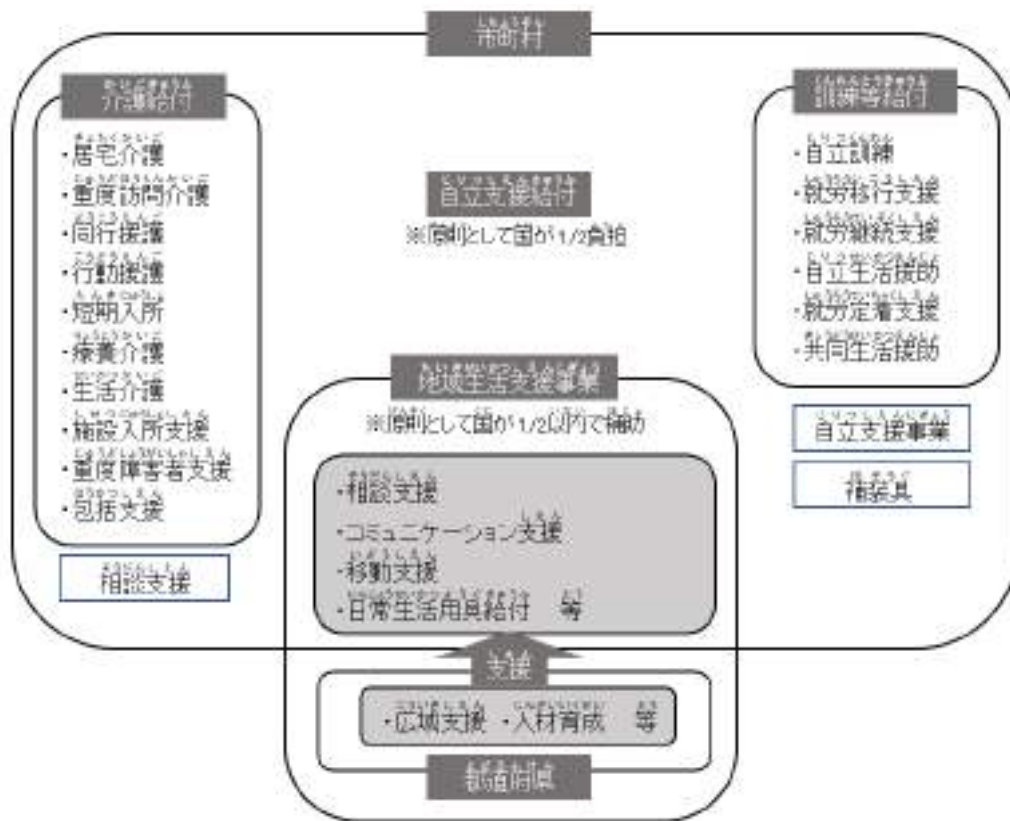 市町村
介護給付
・居宅介護
・重度訪問介護
・同行援護
・行動援護
・短期入所
・療養介護
・生活介護
・施設入所支援
・重度障害者支援
・包括支援
相談支援
自立支援給付
※原則として国が1/2負担
訓練等給付
・自立訓練
・就労移行支援
・就労継続支援
・自立生活援助
・就労定着支援
・共同生活援助
自立支援事業
補装具
地域生活支援事業
※原則として国が1/2以内で補助
・相談支援
・コミュニケーション支援
・移動支援
・日常生活用具給付 等
支援
・広域支援 ・人材育成 等
都道府県